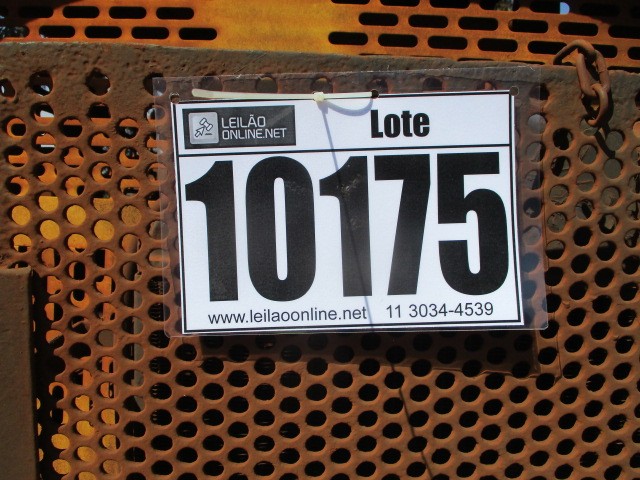 LEILÃO
ONLINE.NET
Lote
10175
www.leilaoonline.net 11 3034-4539